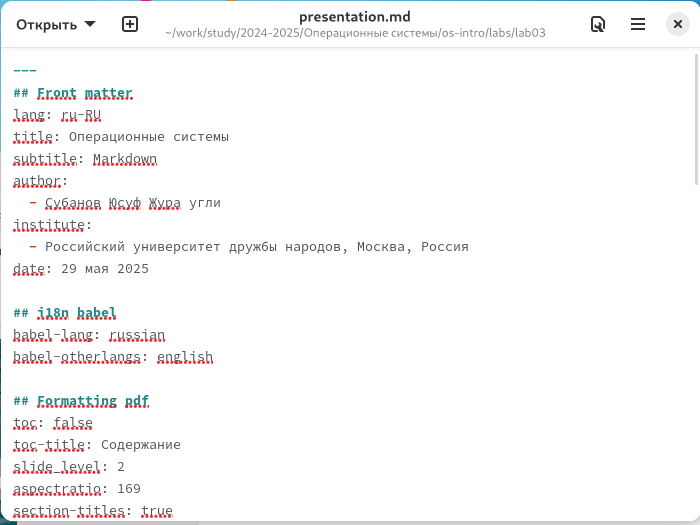 Открыть
presentation.md
~/work/study/2024-2025/Операционные системы/os-intro/labs/lab03
---
## Front matter
lang: ru-RU
title: Операционные системы
subtitle: Markdown
author:
  - Субанов Юсуф Жура угли
institute:
  - Российский университет дружбы народов, Москва, Россия
date: 29 мая 2025

## i18n babel
babel-lang: russian
babel-otherlangs: english

## Formatting pdf
toc: false
toc-title: Содержание
slide_level: 2
aspectratio: 169
section-titles: true